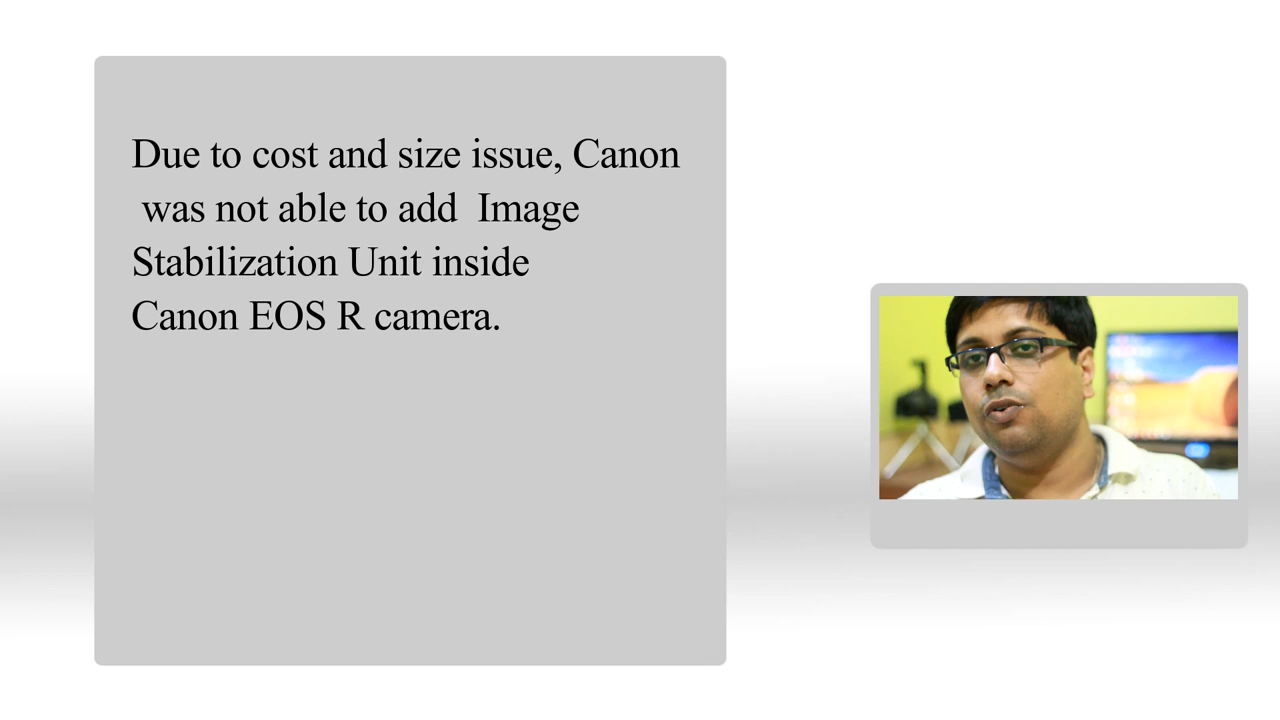 Due to cost and size issue, Canon
was not able to add  Image
Stabilization Unit inside
Canon EOS R camera.